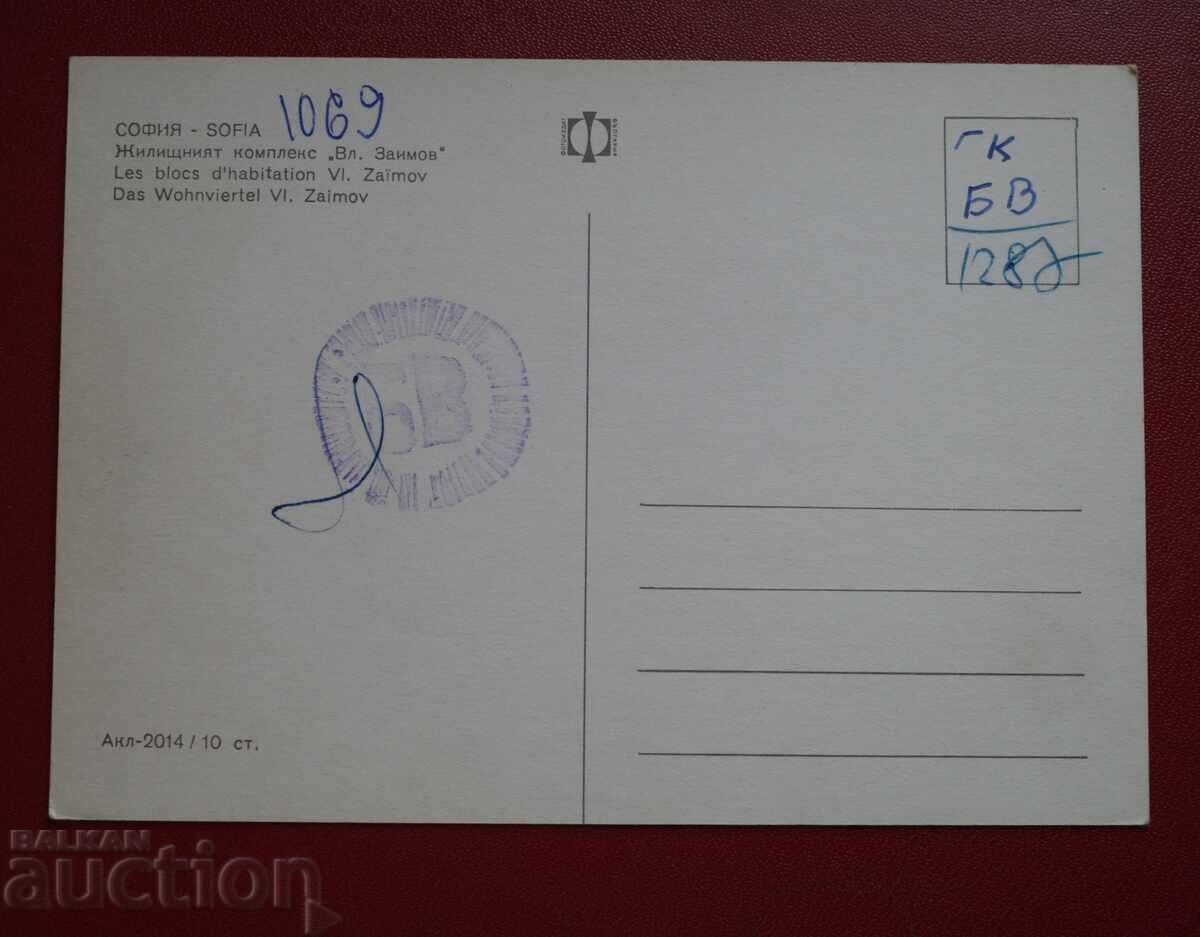 СОФИЯ - SOFIA 1069
Жилищният комплекс „Вл. Заимов"
Les blocs d'habitation Vl. Zaïmov
Das Wohnviertel Vl. Zaimov
ГК
БВ
БВ
Акл-2014 / 10 ст.
BALKAN
auction